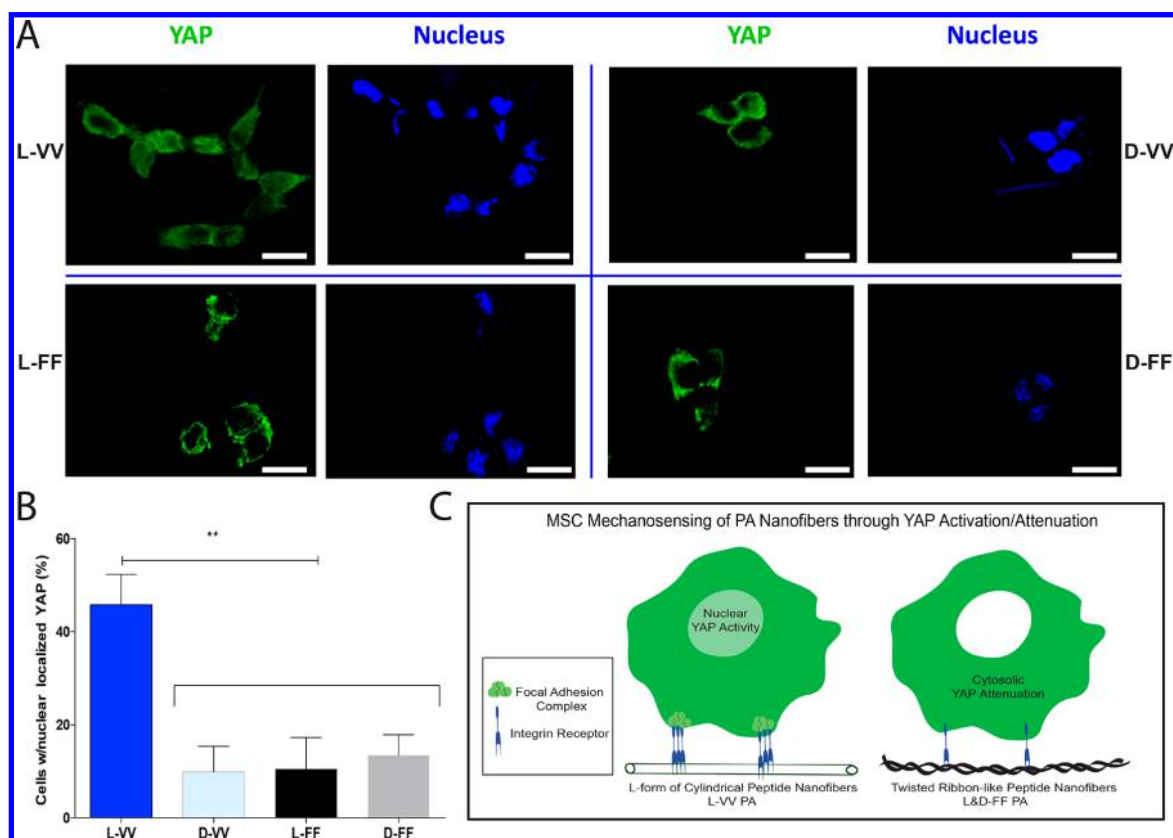 A
YAP
Nucleus
YAP
Nucleus
L-VV
D-VV
L-FF
D-FF
B
Cells w/nuclear localized YAP (%)
60
40
20
0
**
L-VV
D-VV
L-FF
D-FF
C
MSC Mechanosensing of PA Nanofibers through YAP Activation/Attenuation
Focal Adhesion
Complex
Integrin Receptor
Nuclear
YAP Activity
L-form of Cylindrical Peptide Nanofibers
L-VV PA
Cytosolic
YAP Attenuation
Twisted Ribbon-like Peptide Nanofibers
L&D-FF PA